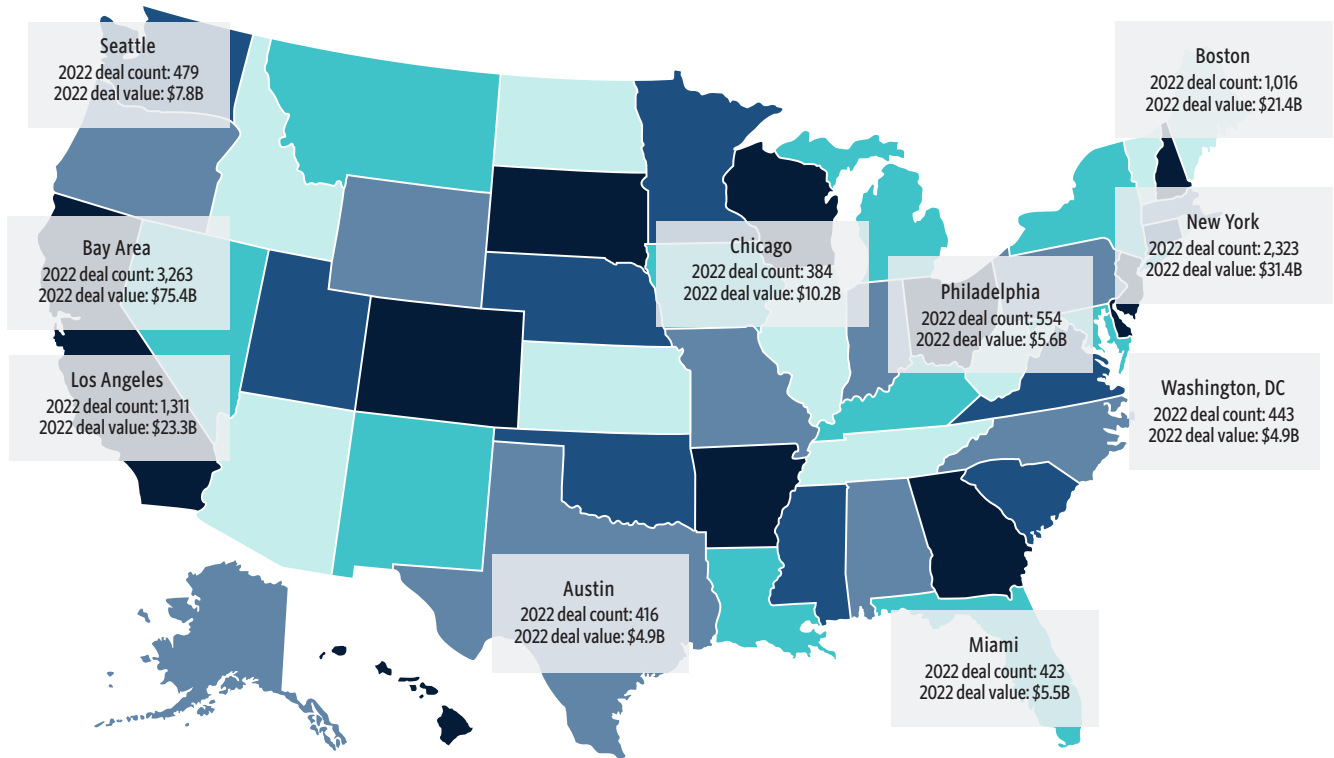 Seattle
2022 deal count: 479
2022 deal value: $7.8B
Boston
2022 deal count: 1,016
2022 deal value: $21.4B
Bay Area
2022 deal count: 3,263
2022 deal value: $75.4B
Chicago
2022 deal count: 384
2022 deal value: $10.2B
New York
2022 deal count: 2,323
2022 deal value: $31.4B
Philadelphia
2022 deal count: 554
2022 deal value: $5.6B
Los Angeles
2022 deal count: 1,311
2022 deal value: $23.3B
Washington, DC
2022 deal count: 443
2022 deal value: $4.9B
Austin
2022 deal count: 416
2022 deal value: $4.9B
Miami
2022 deal count: 423
2022 deal value: $5.5B